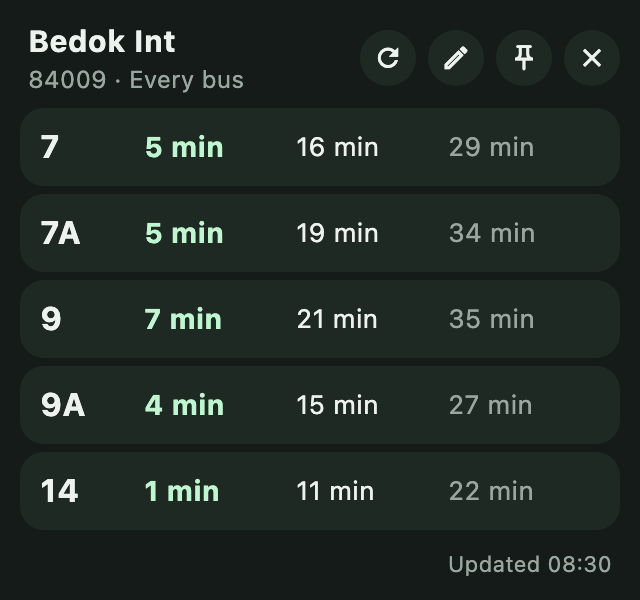 Bedok Int
84009 · Every bus
7 5 min 16 min 29 min
7A 5 min 19 min 34 min
9 7 min 21 min 35 min
9A 4 min 15 min 27 min
14 1 min 11 min 22 min
Updated 08:30